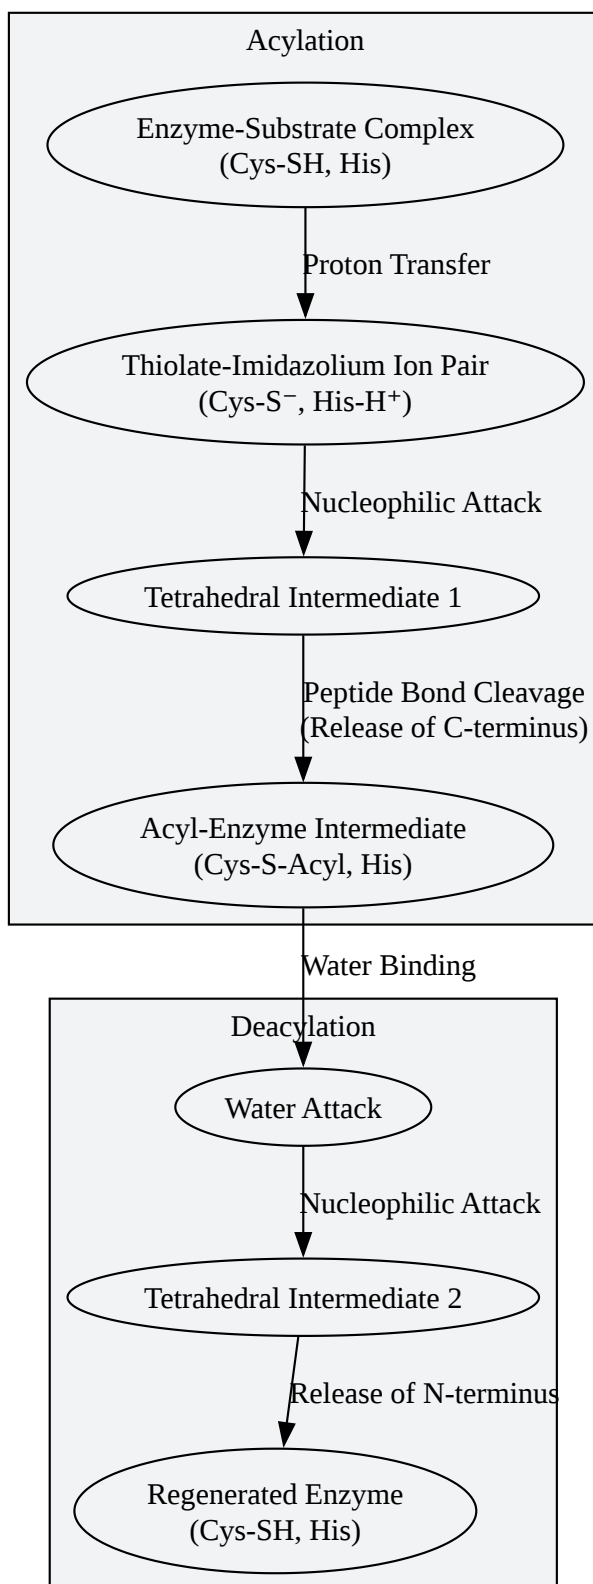 Acylation
Enzyme-Substrate Complex
(Cys-SH, His)
Proton Transfer
Thiolate-Imidazolium Ion Pair
(Cys-S⁻, His-H⁺)
Nucleophilic Attack
Tetrahedral Intermediate 1
Peptide Bond Cleavage
(Release of C-terminus)
Acyl-Enzyme Intermediate
(Cys-S-Acyl, His)
Water Binding
Deacylation
Water Attack
Nucleophilic Attack
Tetrahedral Intermediate 2
Release of N-terminus
Regenerated Enzyme
(Cys-SH, His)